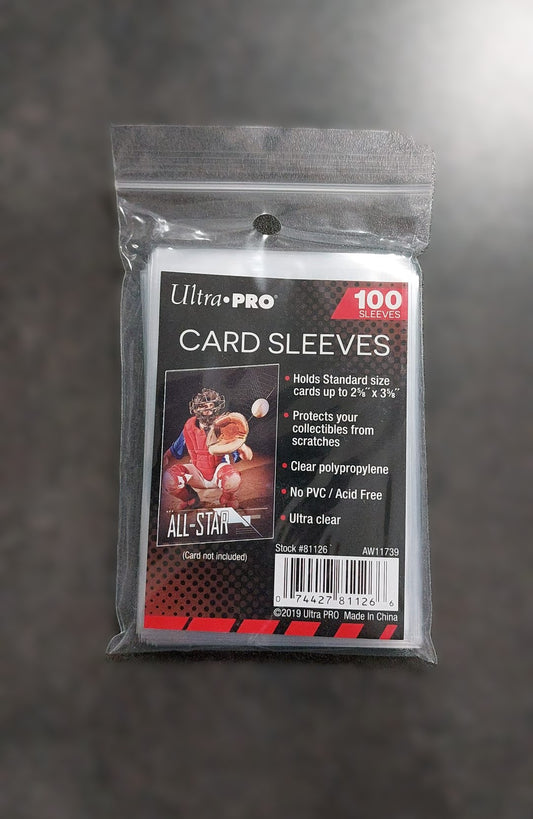 Ultra•PRO®
100
SLEEVES
CARD SLEEVES
• Holds Standard size
cards up to 2⅝″ x 3⅝″
• Protects your
collectibles from
scratches
• Clear polypropylene
• No PVC / Acid Free
• Ultra clear
ALL-STAR
(Card not included)
Stock #81126
AW11739
0 74427 81126 6
©2019 Ultra PRO Made In China